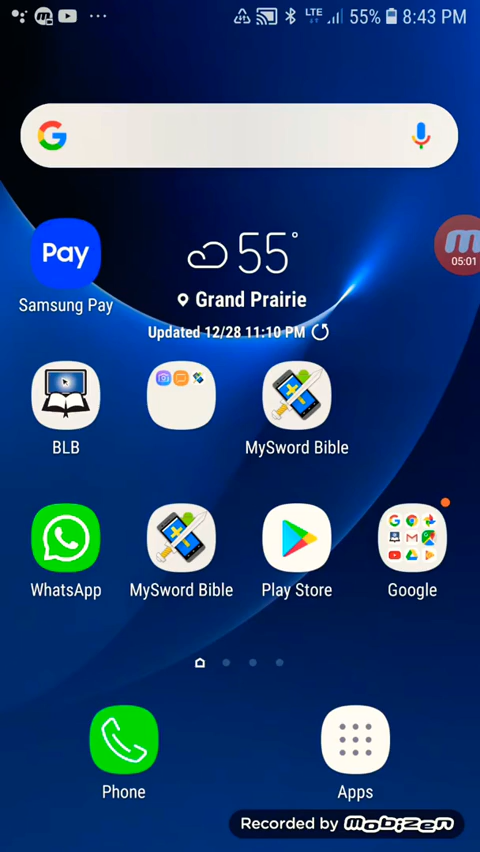 LTE 55% 8:43 PM
Pay
55°
Samsung Pay
Grand Prairie
05:01
Updated 12/28 11:10 PM
BLB
MySword Bible
WhatsApp
MySword Bible
Play Store
Google
Phone
Apps
Recorded by mobizen